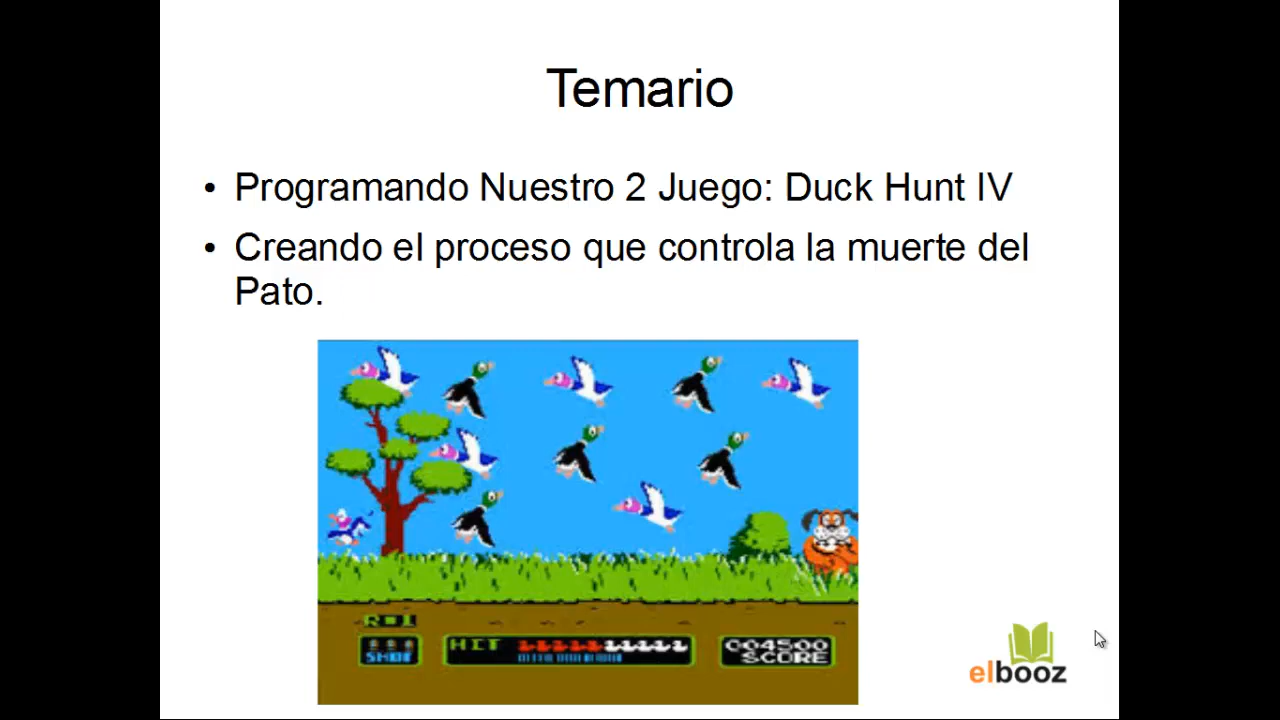 Temario
• Programando Nuestro 2 Juego: Duck Hunt IV
• Creando el proceso que controla la muerte del
Pato.
R=1
SHOT
HIT
004500
SCORE
elbooz